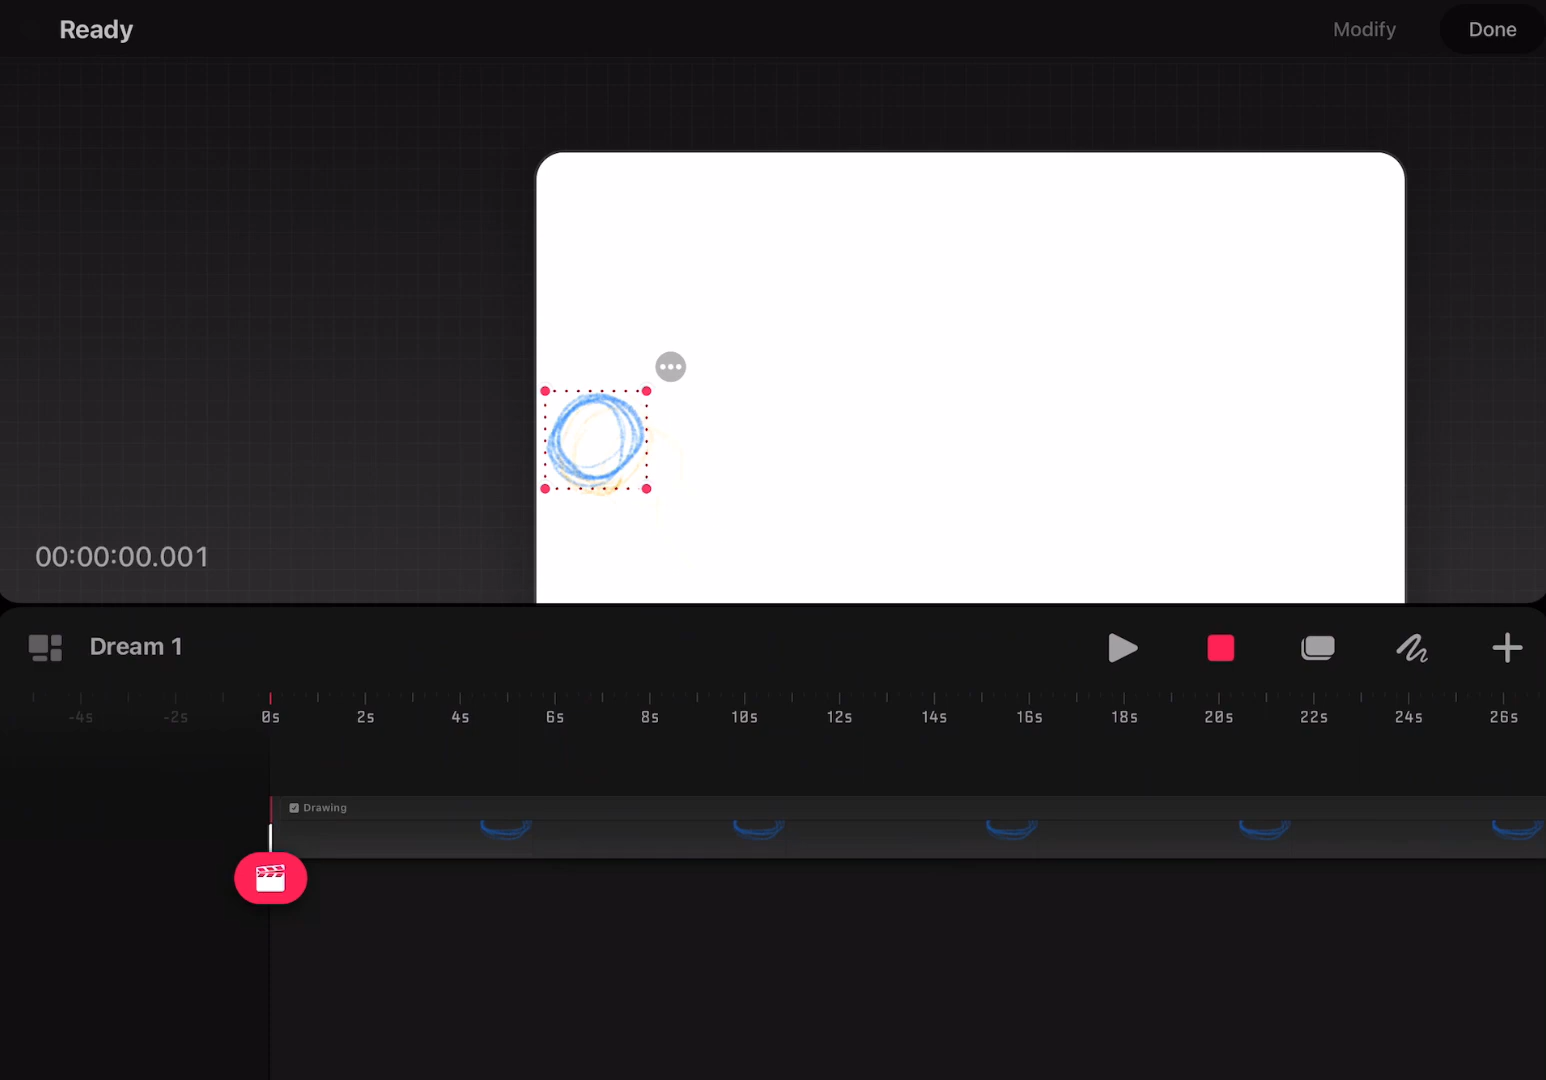 Ready
Modify
Done
00:00:00.001
Dream 1
-4s -2s 0s 2s 4s 6s 8s 10s 12s 14s 16s 18s 20s 22s 24s 26s
Drawing